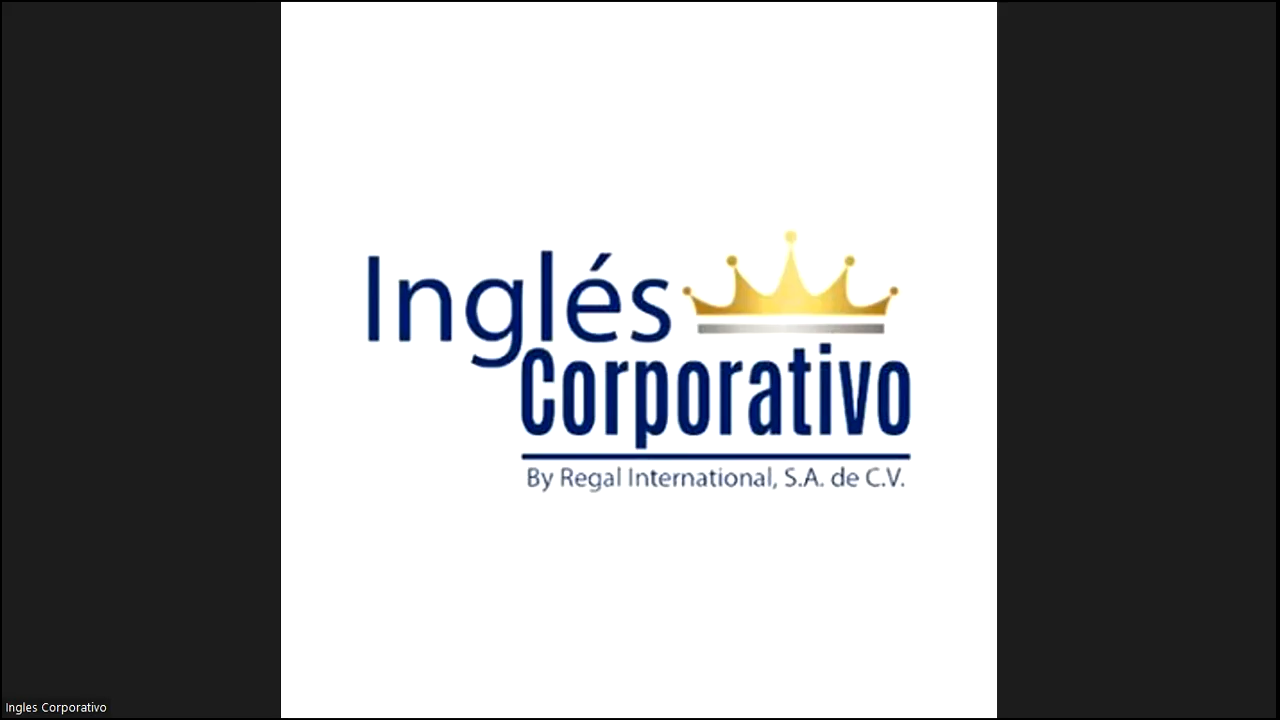 Inglés
Corporativo
By Regal International, S.A. de C.V.
Ingles Corporativo